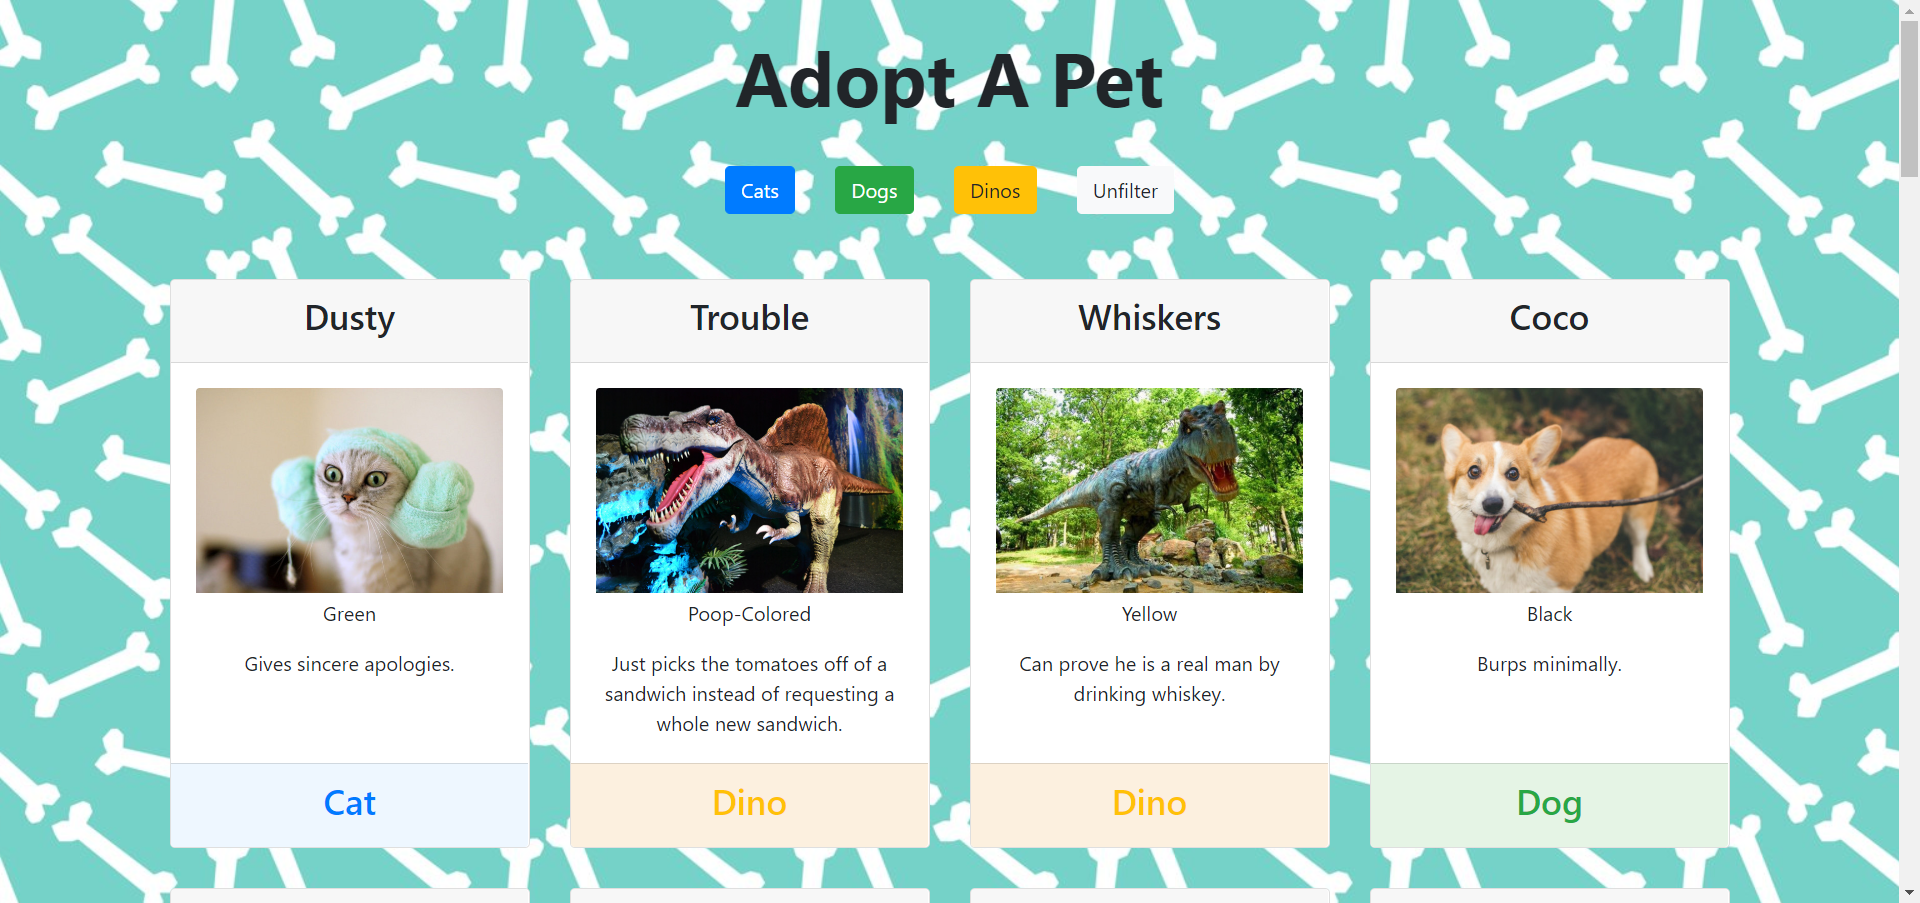 Adopt A Pet
Cats
Dogs
Dinos
Unfilter
Dusty
Green
Gives sincere apologies.
Cat
Trouble
Poop-Colored
Just picks the tomatoes off of a
sandwich instead of requesting a
whole new sandwich.
Dino
Whiskers
Yellow
Can prove he is a real man by
drinking whiskey.
Dino
Coco
Black
Burps minimally.
Dog